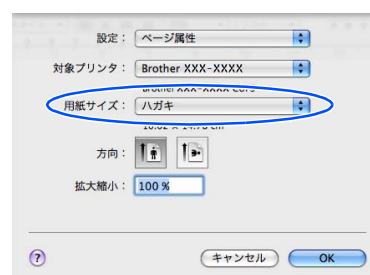 設定： ページ属性
対象プリンタ： Brother XXX-XXXX
用紙サイズ： ハガキ
方向：
拡大縮小： 100 %
? キャンセル OK